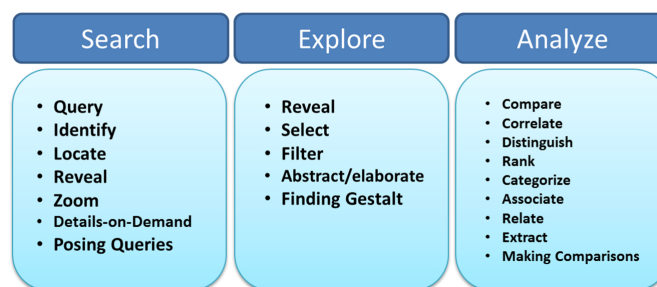 Search
• Query
• Identify
• Locate
• Reveal
• Zoom
• Details-on-Demand
• Posing Queries
Explore
• Reveal
• Select
• Filter
• Abstract/elaborate
• Finding Gestalt
Analyze
• Compare
• Correlate
• Distinguish
• Rank
• Categorize
• Associate
• Relate
• Extract
• Making Comparisons